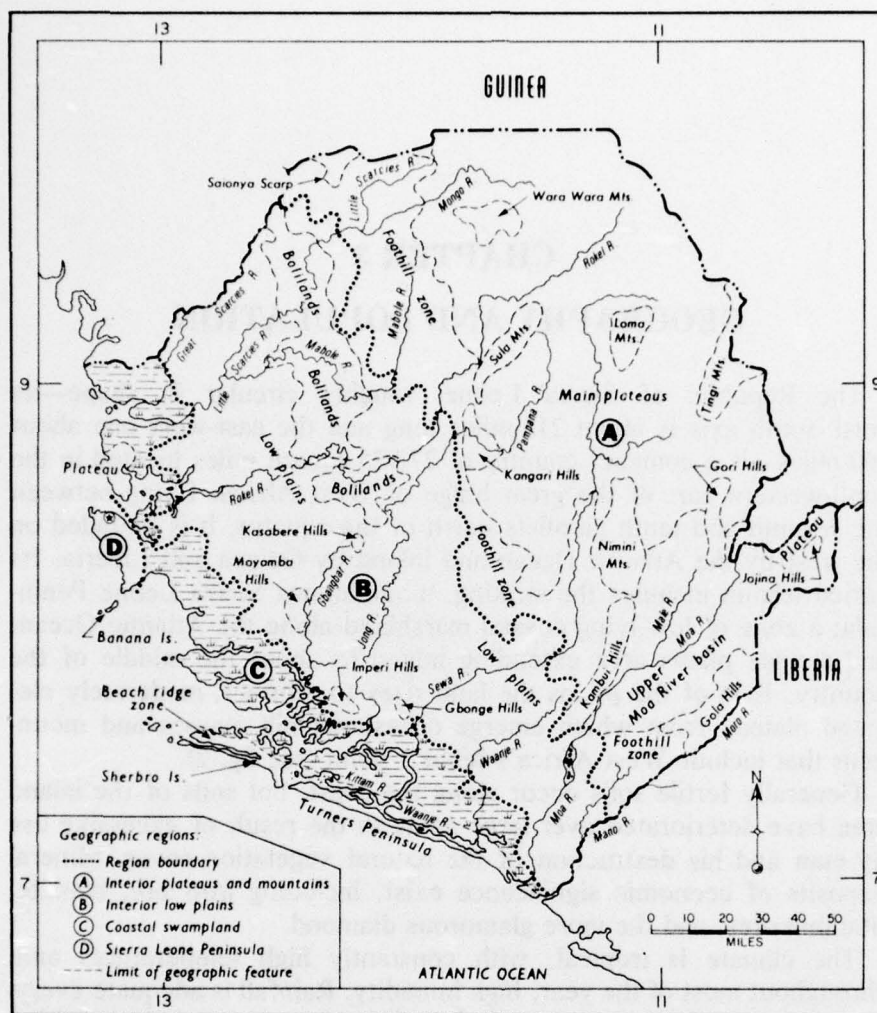 13
11
GUINEA
Saionya Scarp
Little Scarcies R.
Mongo R.
Wara Wara Mts.
Foothill zone
Bolilands
Rokel R.
Great Scarcies R.
Mabole R.
Loma Mts.
Sula Mts.
Scarcies R.
Mabole R.
9
9
Bolilands
Main plateaus
Tingi Mts.
A
Pampana R.
Low plains
Plateau
Kangari Hills
Gori Hills
Bolilands
Rokel R.
Kasabere Hills
Plateau
D
Foothill zone
Nimini Mts.
Moyamba Hills
B
Jojina Hills
Moa R.
Banana Is.
Jong R.
LIBERIA
C
Imperi Hills
Sewa R.
Low plains
Kambui Hills
Upper Moa River basin
Beach ridge zone
Gbonge Hills
Gola Hills
Waanje R.
Foothill zone
Moro R.
Sherbro Is.
Kittam R.
Moa R.
N
Waanje R.
Mano R.
Turners Peninsula
Geographic regions:
7
7
Region boundary
A Interior plateaus and mountains
B Interior low plains
0 10 20 30 40 50
C Coastal swampland
MILES
D Sierra Leone Peninsula
Limit of geographic feature
ATLANTIC OCEAN
13
11